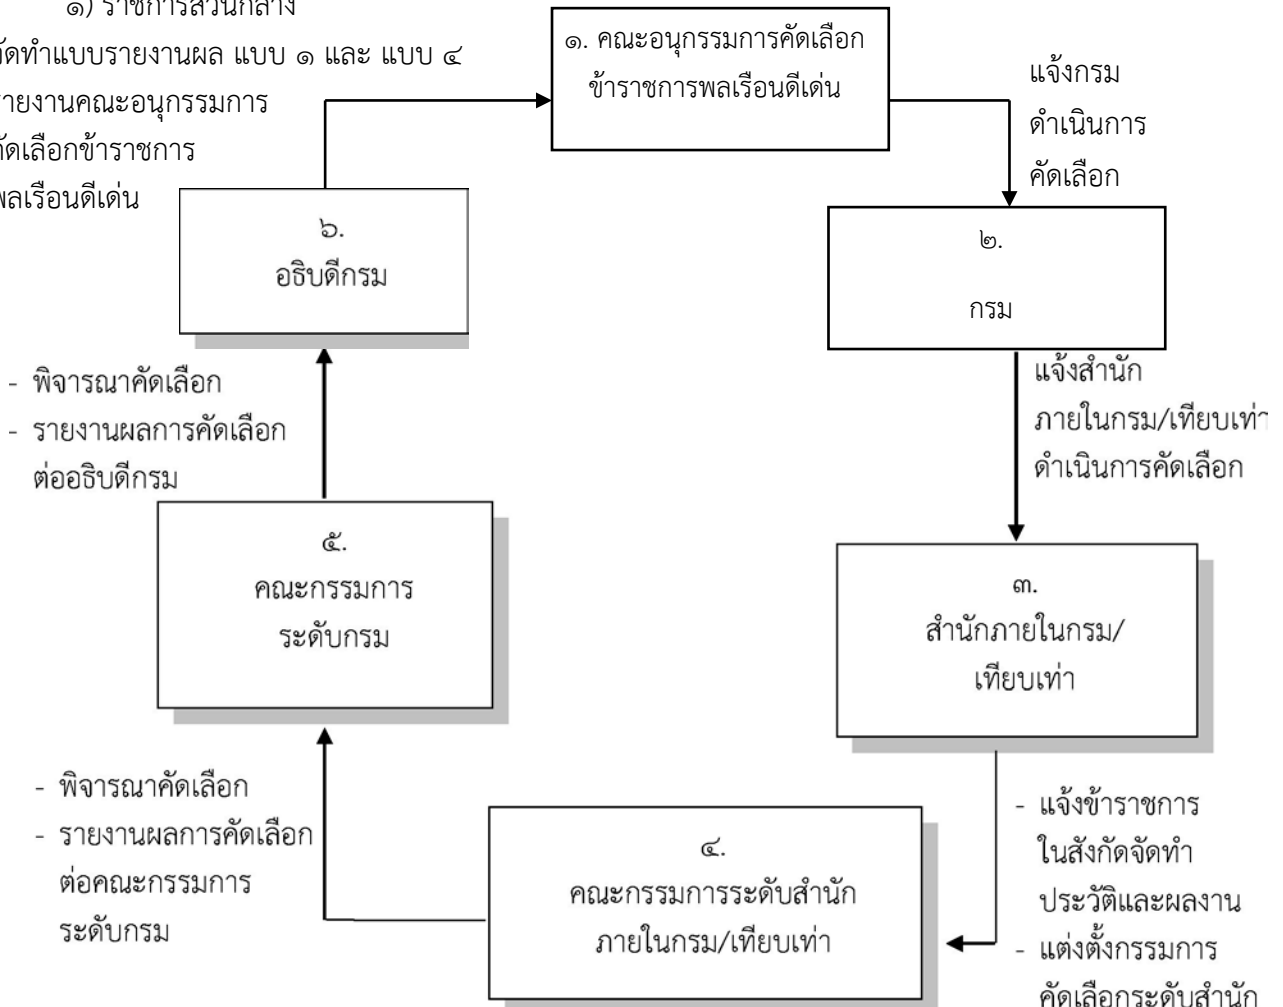 ๑) ราชการส่วนกลาง
จัดทำแบบรายงานผล แบบ ๑ และ แบบ ๔
รายงานคณะอนุกรรมการ
คัดเลือกข้าราชการ
พลเรือนดีเด่น
๑. คณะอนุกรรมการคัดเลือก
ข้าราชการพลเรือนดีเด่น
แจ้งกรม
ดำเนินการ
คัดเลือก
๒.
กรม
แจ้งสำนัก
ภายในกรม/เทียบเท่า
ดำเนินการคัดเลือก
๓.
สำนักภายในกรม/
เทียบเท่า
- แจ้งข้าราชการ
ในสังกัดจัดทำ
ประวัติและผลงาน
- แต่งตั้งกรรมการ
คัดเลือกระดับสำนัก
๔.
คณะกรรมการระดับสำนัก
ภายในกรม/เทียบเท่า
- พิจารณาคัดเลือก
- รายงานผลการคัดเลือก
ต่อคณะกรรมการ
ระดับกรม
๕.
คณะกรรมการ
ระดับกรม
- พิจารณาคัดเลือก
- รายงานผลการคัดเลือก
ต่ออธิบดีกรม
๖.
อธิบดีกรม